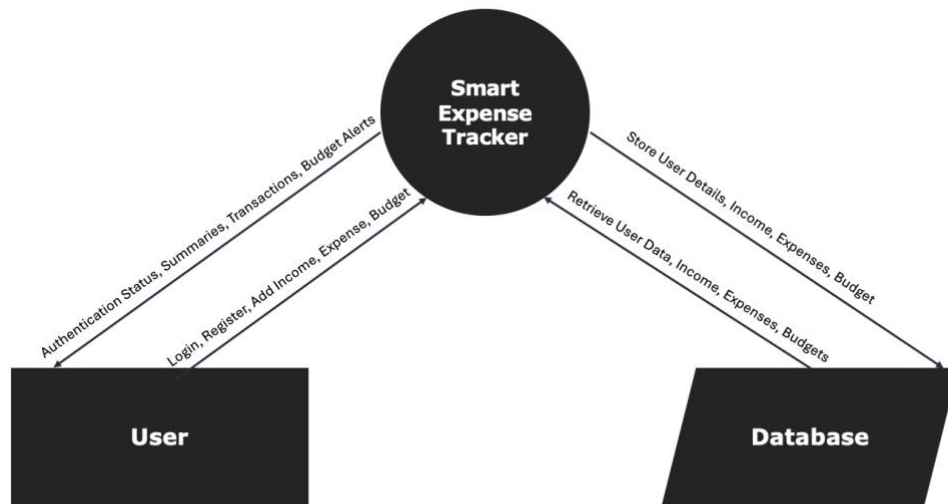 Smart
Expense
Tracker
Authentication Status, Summaries, Transactions, Budget Alerts
Login, Register, Add Income, Expense, Budget
Store User Details, Income, Expenses, Budget
Retrieve User Data, Income, Expenses, Budgets
User
Database